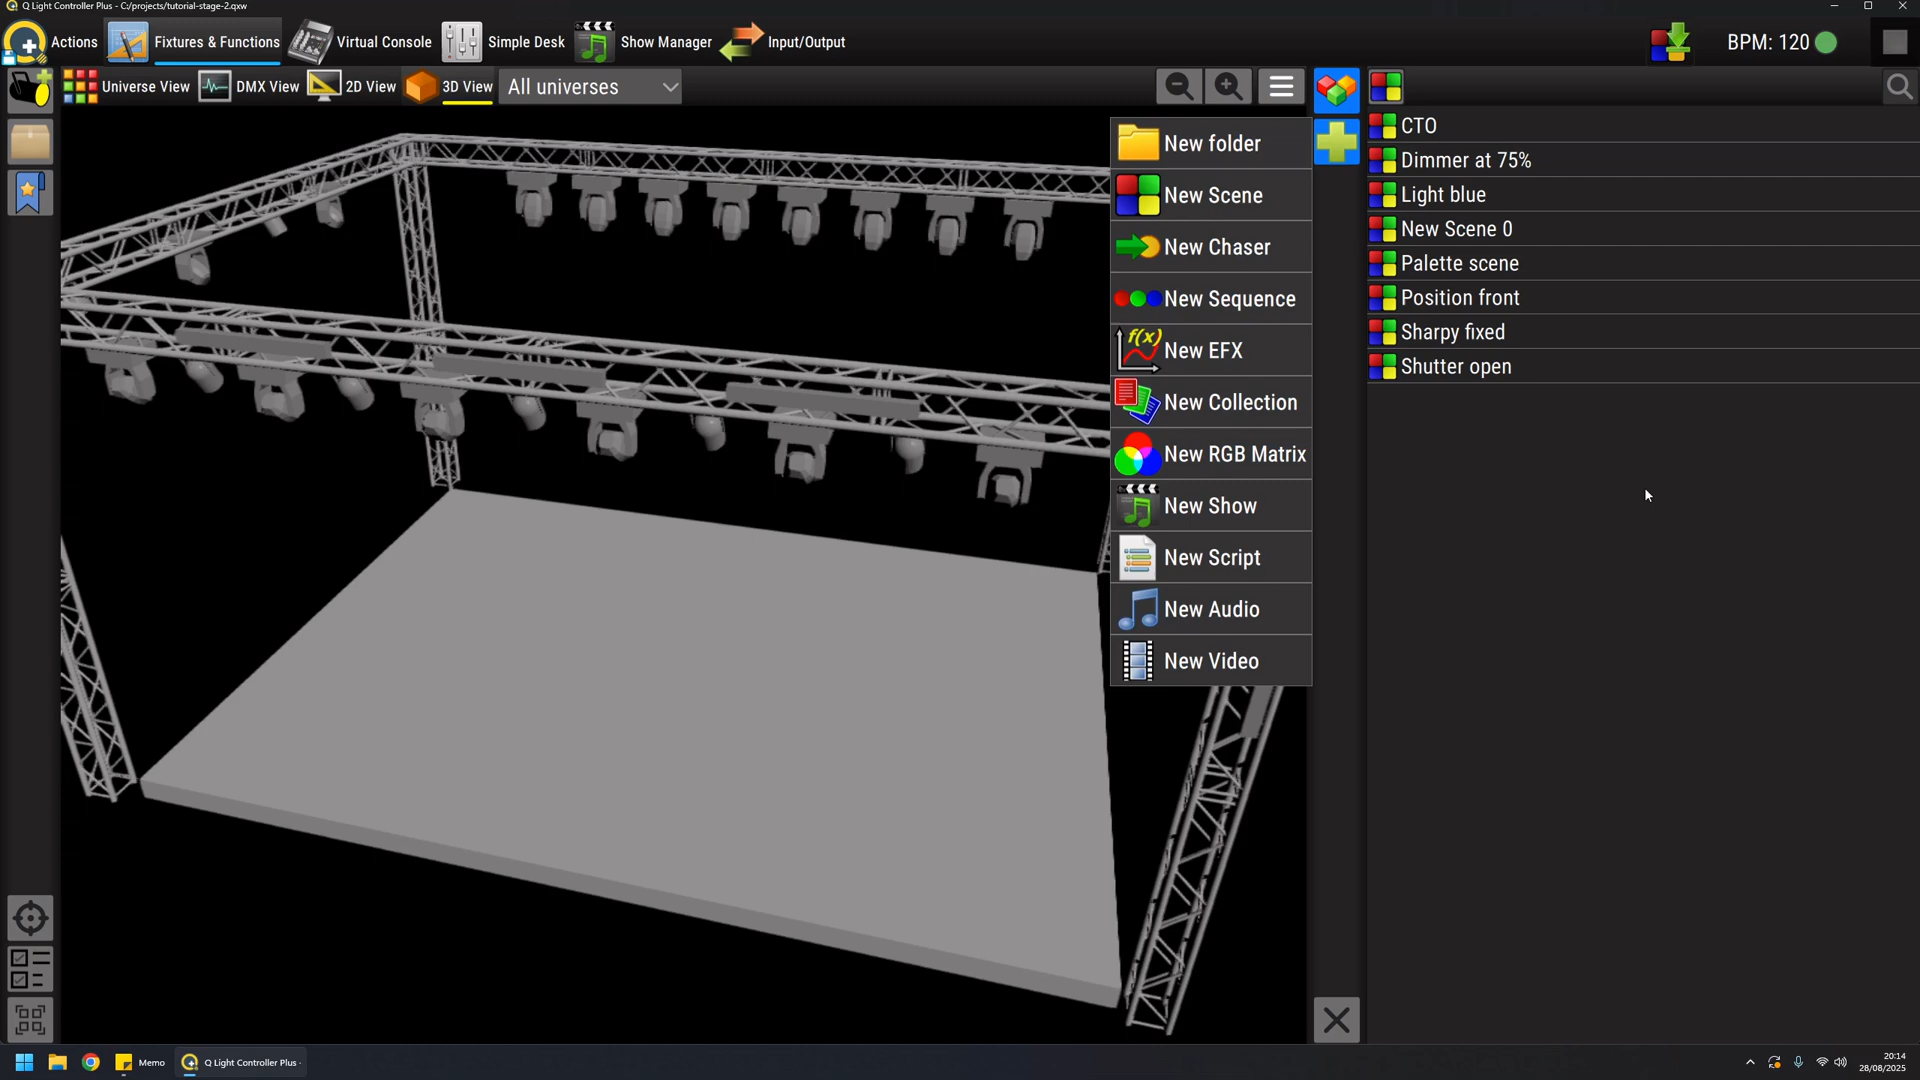 Q Light Controller Plus - C:/projects/tutorial-stage-2.qxw
Actions
Fixtures & Functions
Virtual Console
Simple Desk
Show Manager
Input/Output
BPM: 120
Universe View
DMX View
2D View
3D View
All universes
New folder
New Scene
New Chaser
New Sequence
f(x)
New EFX
New Collection
New RGB Matrix
New Show
New Script
New Audio
New Video
CTO
Dimmer at 75%
Light blue
New Scene 0
Palette scene
Position front
Sharpy fixed
Shutter open
Memo
Q Light Controller Plus -
20:14
28/08/2025